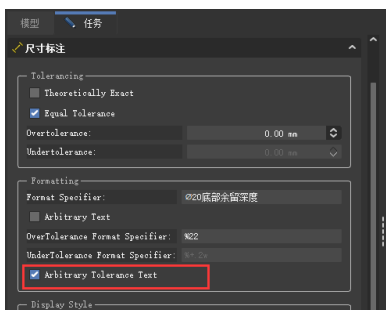 模型
任务
尺寸标注
Tolerancing
Theoretically Exact
Equal Tolerance
Overtolerance: 0.00 mm
Undertolerance: 0.00 mm
Formatting
Format Specifier: Ø20底部余留深度
Arbitrary Text
OverTolerance Format Specifier: %22
UnderTolerance Format Specifier:
Arbitrary Tolerance Text
Display Style